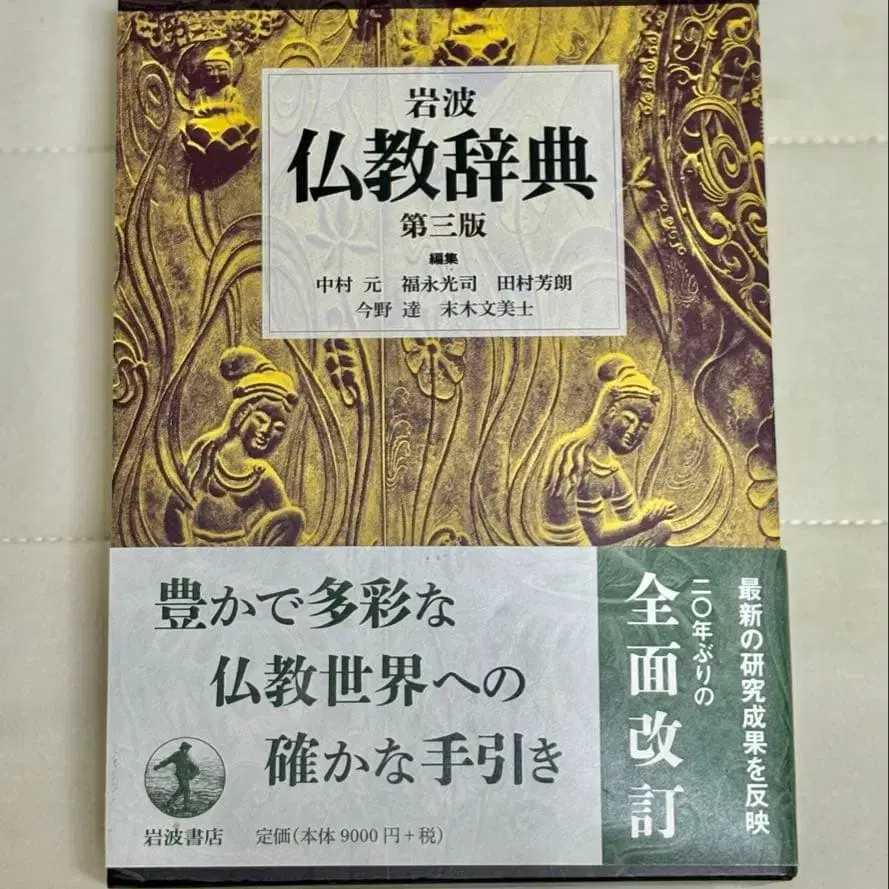 岩波
仏教辞典
第三版
編集
中村 元 福永光司 田村芳朗
今野 達 末木文美士
豊かで多彩な
仏教世界への
確かな手引き
最新の研究成果を反映
二〇年ぶりの
全面改訂
岩波書店
定価(本体 9000 円+税)